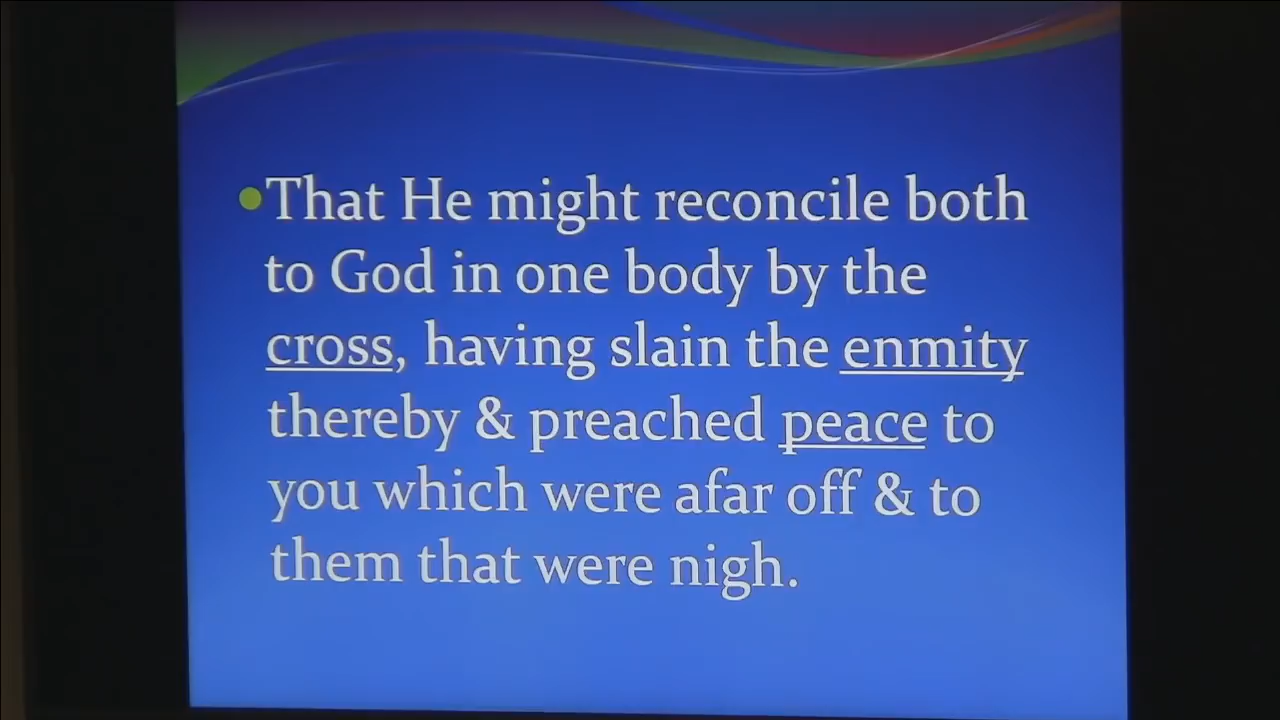 •That He might reconcile both
to God in one body by the
cross, having slain the enmity
thereby & preached peace to
you which were afar off & to
them that were nigh.